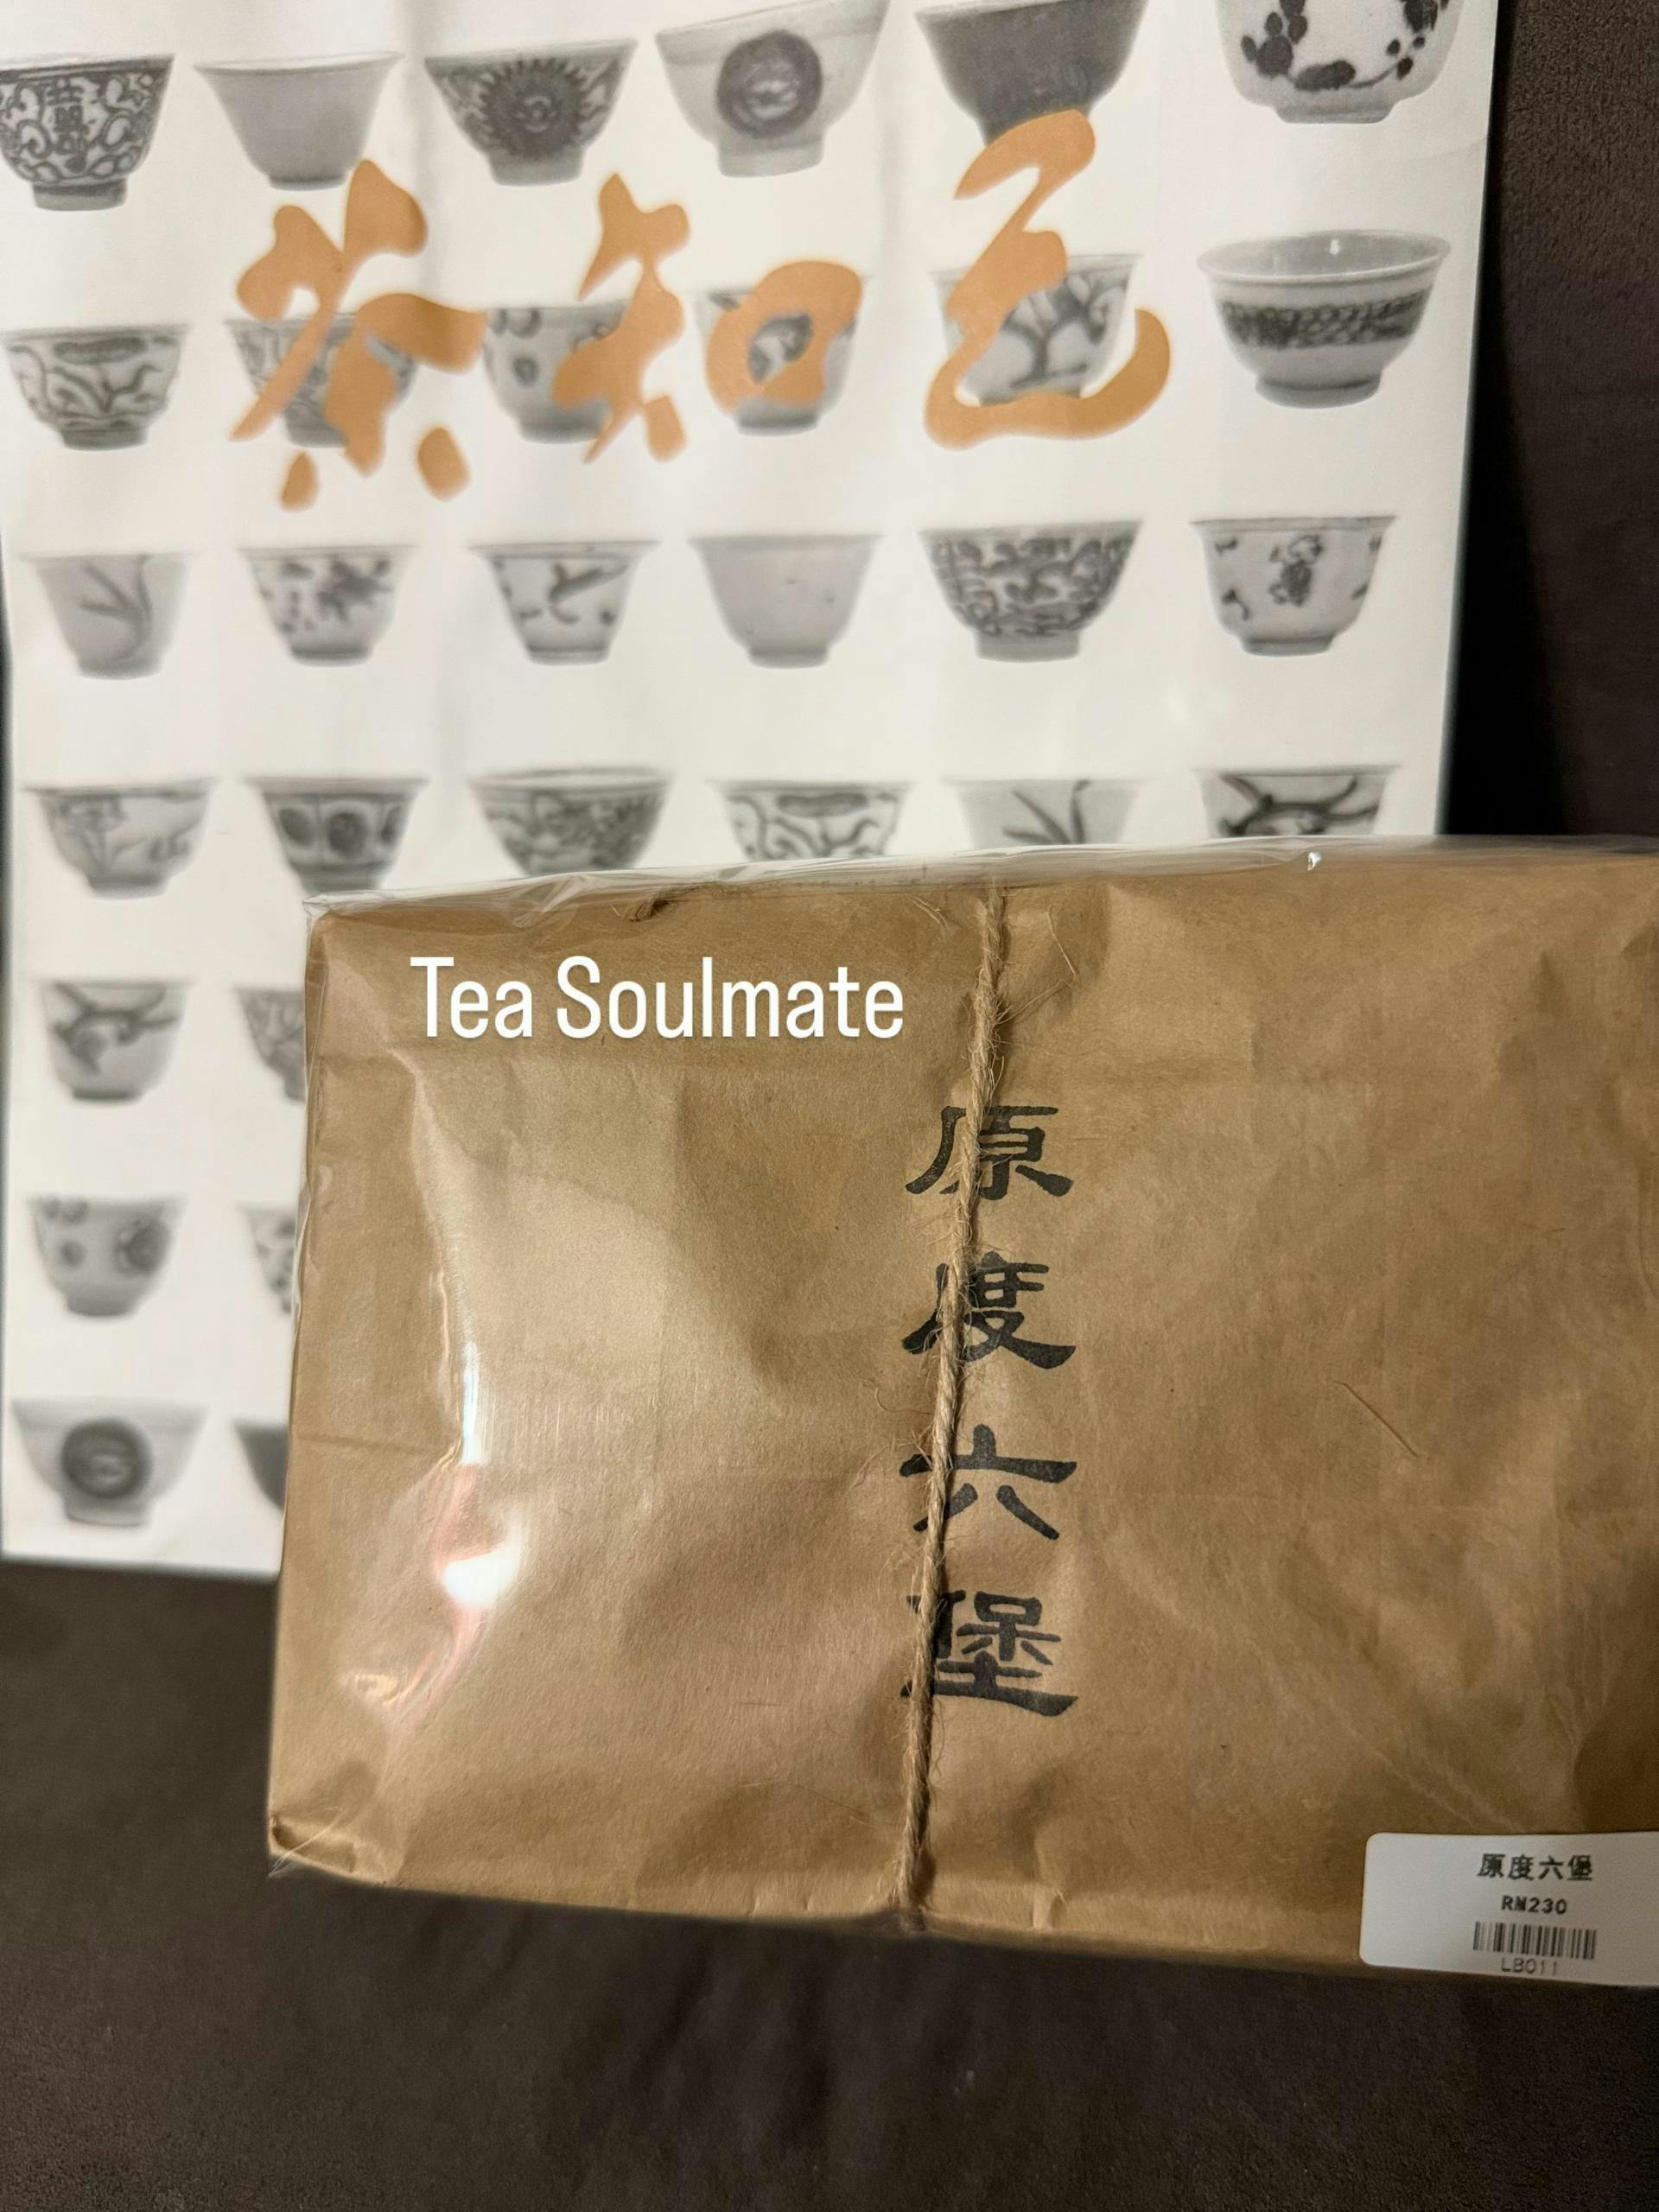 茶知己
Tea Soulmate
原度六堡
原度六堡
RM230
LB011